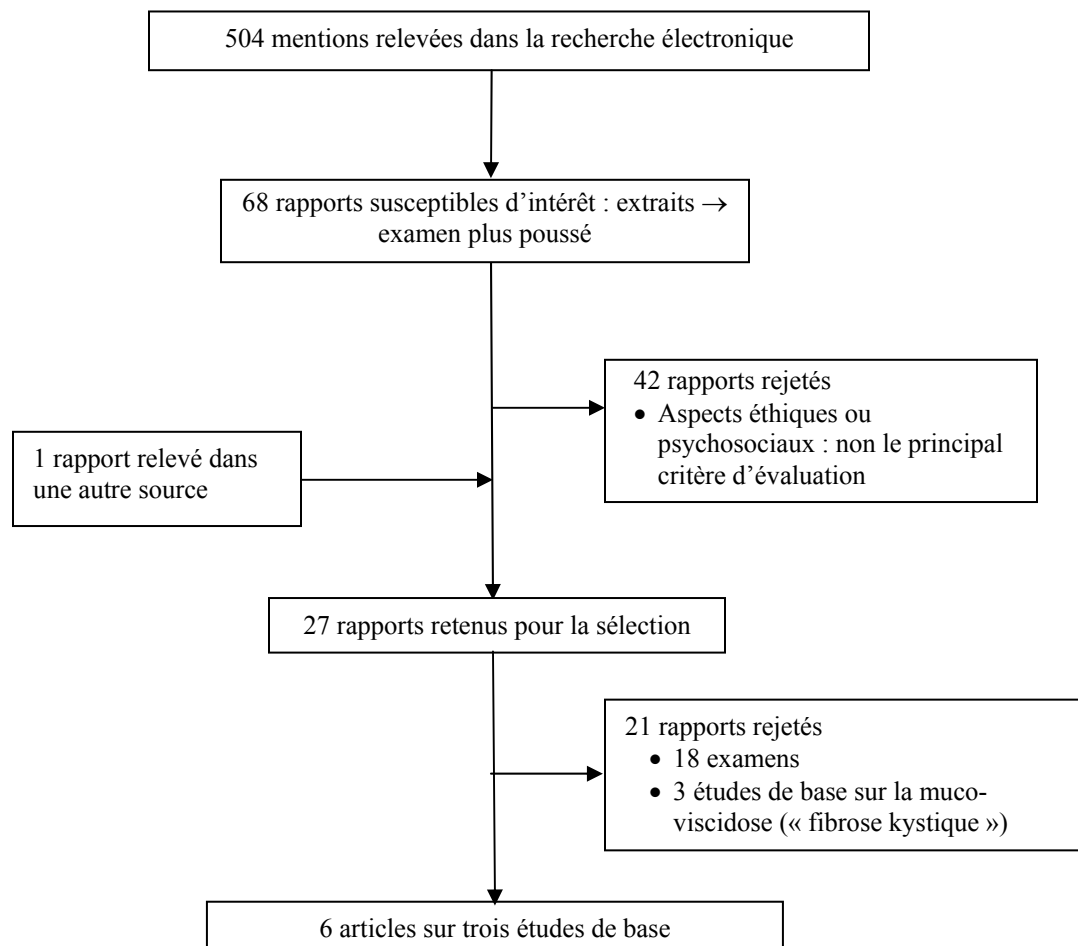 504 mentions relevées dans la recherche électronique
68 rapports susceptibles d’intérêt : extraits →
examen plus poussé
42 rapports rejetés
• Aspects éthiques ou
psychosociaux : non le principal
critère d’évaluation
1 rapport relevé dans
une autre source
27 rapports retenus pour la sélection
21 rapports rejetés
• 18 examens
• 3 études de base sur la muco-
viscidose (« fibrose kystique »)
6 articles sur trois études de base